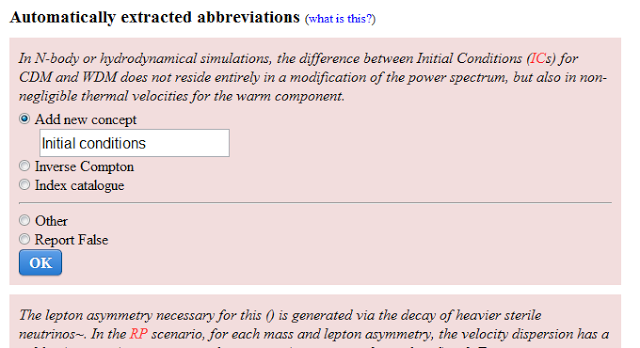 Automatically extracted abbreviations (what is this?)
In N-body or hydrodynamical simulations, the difference between Initial Conditions (ICs) for
CDM and WDM does not reside entirely in a modification of the power spectrum, but also in non-
negligible thermal velocities for the warm component.
Add new concept
Initial conditions
Inverse Compton
Index catalogue
Other
Report False
OK
The lepton asymmetry necessary for this () is generated via the decay of heavier sterile
neutrinos~. In the RP scenario, for each mass and lepton asymmetry, the velocity dispersion has a